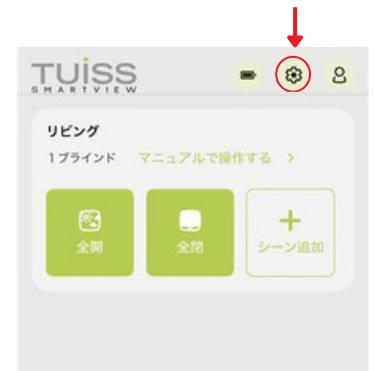 TUiSS
SMARTVIEW
リビング
1ブラインド マニュアルで操作する >
全開 全閉 シーン追加